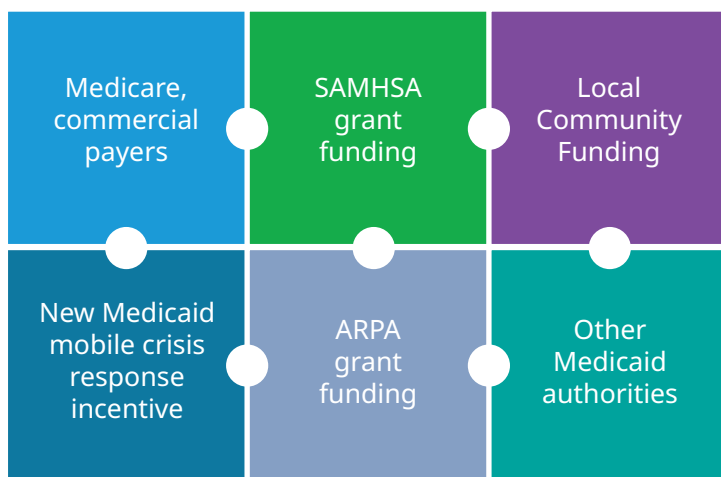 Medicare,
commercial
payers
SAMHSA
grant
funding
Local
Community
Funding
New Medicaid
mobile crisis
response
incentive
ARPA
grant
funding
Other
Medicaid
authorities